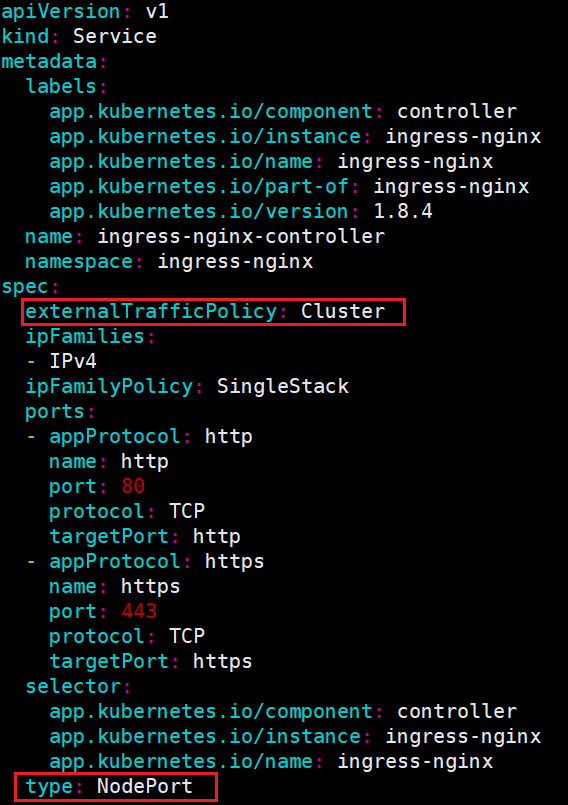 apiVersion: v1
kind: Service
metadata:
  labels:
    app.kubernetes.io/component: controller
    app.kubernetes.io/instance: ingress-nginx
    app.kubernetes.io/name: ingress-nginx
    app.kubernetes.io/part-of: ingress-nginx
    app.kubernetes.io/version: 1.8.4
  name: ingress-nginx-controller
  namespace: ingress-nginx
spec:
  externalTrafficPolicy: Cluster
  ipFamilies:
  - IPv4
  ipFamilyPolicy: SingleStack
  ports:
  - appProtocol: http
    name: http
    port: 80
    protocol: TCP
    targetPort: http
  - appProtocol: https
    name: https
    port: 443
    protocol: TCP
    targetPort: https
  selector:
    app.kubernetes.io/component: controller
    app.kubernetes.io/instance: ingress-nginx
    app.kubernetes.io/name: ingress-nginx
  type: NodePort